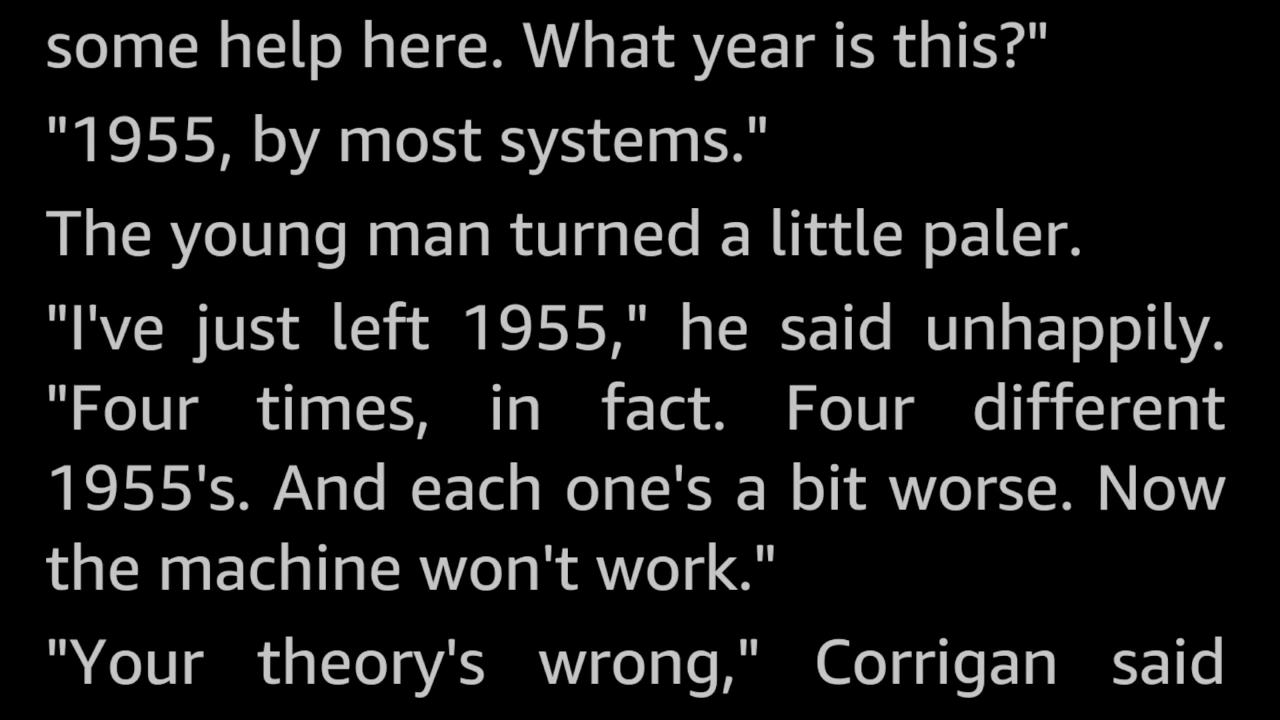 some help here. What year is this?"
"1955, by most systems."
The young man turned a little paler.
"I've just left 1955," he said unhappily.
"Four times, in fact. Four different
1955's. And each one's a bit worse. Now
the machine won't work."
"Your theory's wrong," Corrigan said